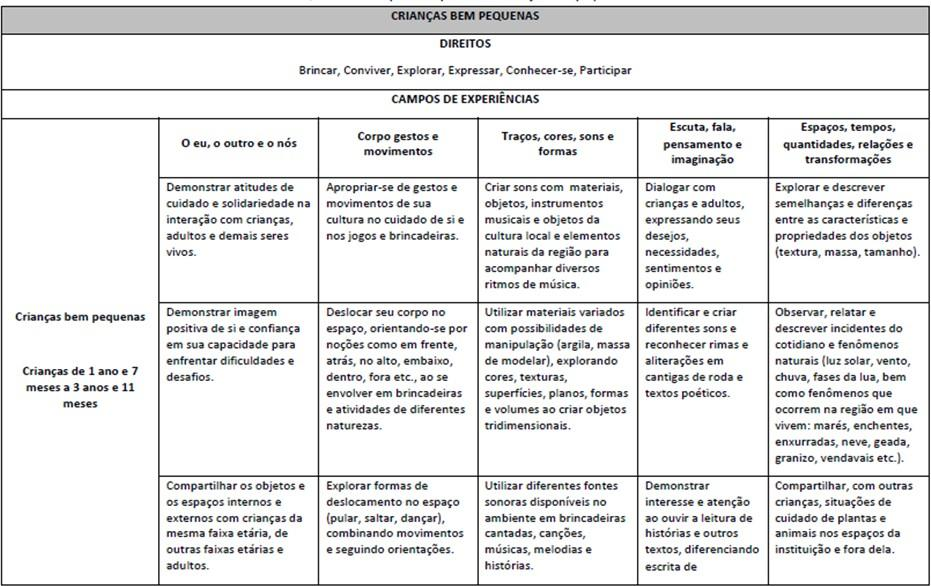 CRIANÇAS BEM PEQUENAS
DIREITOS
Brincar, Conviver, Explorar, Expressar, Conhecer-se, Participar
CAMPOS DE EXPERIÊNCIAS
O eu, o outro e o nós
Corpo gestos e
movimentos
Traços, cores, sons e
formas
Escuta, fala,
pensamento e
imaginação
Espaços, tempos,
quantidades, relações e
transformações
Crianças bem pequenas
Crianças de 1 ano e 7
meses a 3 anos e 11
meses
Demonstrar atitudes de
cuidado e solidariedade na
interação com crianças,
adultos e demais seres
vivos.
Apropriar-se de gestos e
movimentos de sua
cultura no cuidado de si e
nos jogos e brincadeiras.
Criar sons com materiais,
objetos, instrumentos
musicais e objetos da
cultura local e elementos
naturais da região para
acompanhar diversos
ritmos de música.
Dialogar com
crianças e adultos,
expressando seus
desejos,
necessidades,
sentimentos e
opiniões.
Explorar e descrever
semelhanças e diferenças
entre as características e
propriedades dos objetos
(textura, massa, tamanho).
Demonstrar imagem
positiva de si e confiança
em sua capacidade para
enfrentar dificuldades e
desafios.
Deslocar seu corpo no
espaço, orientando-se por
noções como em frente,
atrás, no alto, embaixo,
dentro, fora etc., ao se
envolver em brincadeiras
e atividades de diferentes
naturezas.
Utilizar materiais variados
com possibilidades de
manipulação (argila, massa
de modelar), explorando
cores, texturas,
superfícies, planos, formas
e volumes ao criar objetos
tridimensionais.
Identificar e criar
diferentes sons e
reconhecer rimas e
aliterações em
cantigas de roda e
textos poéticos.
Observar, relatar e
descrever incidentes do
cotidiano e fenômenos
naturais (luz solar, vento,
chuva, fases da lua, bem
como fenômenos que
ocorrem na região em que
vivem: marés, enchentes,
enxurradas, neve, geada,
granizo, vendavais etc.).
Compartilhar os objetos e
os espaços internos e
externos com crianças da
mesma faixa etária, de
outras faixas etárias e
adultos.
Explorar formas de
deslocamento no espaço
(pular, saltar, dançar),
combinando movimentos
e seguindo orientações.
Utilizar diferentes fontes
sonoras disponíveis no
ambiente em brincadeiras
cantadas, canções,
músicas, melodias e
histórias.
Demonstrar
interesse e atenção
ao ouvir a leitura de
histórias e outros
textos, diferenciando
escrita de
Compartilhar, com outras
crianças, situações de
cuidado de plantas e
animais nos espaços da
instituição e fora dela.